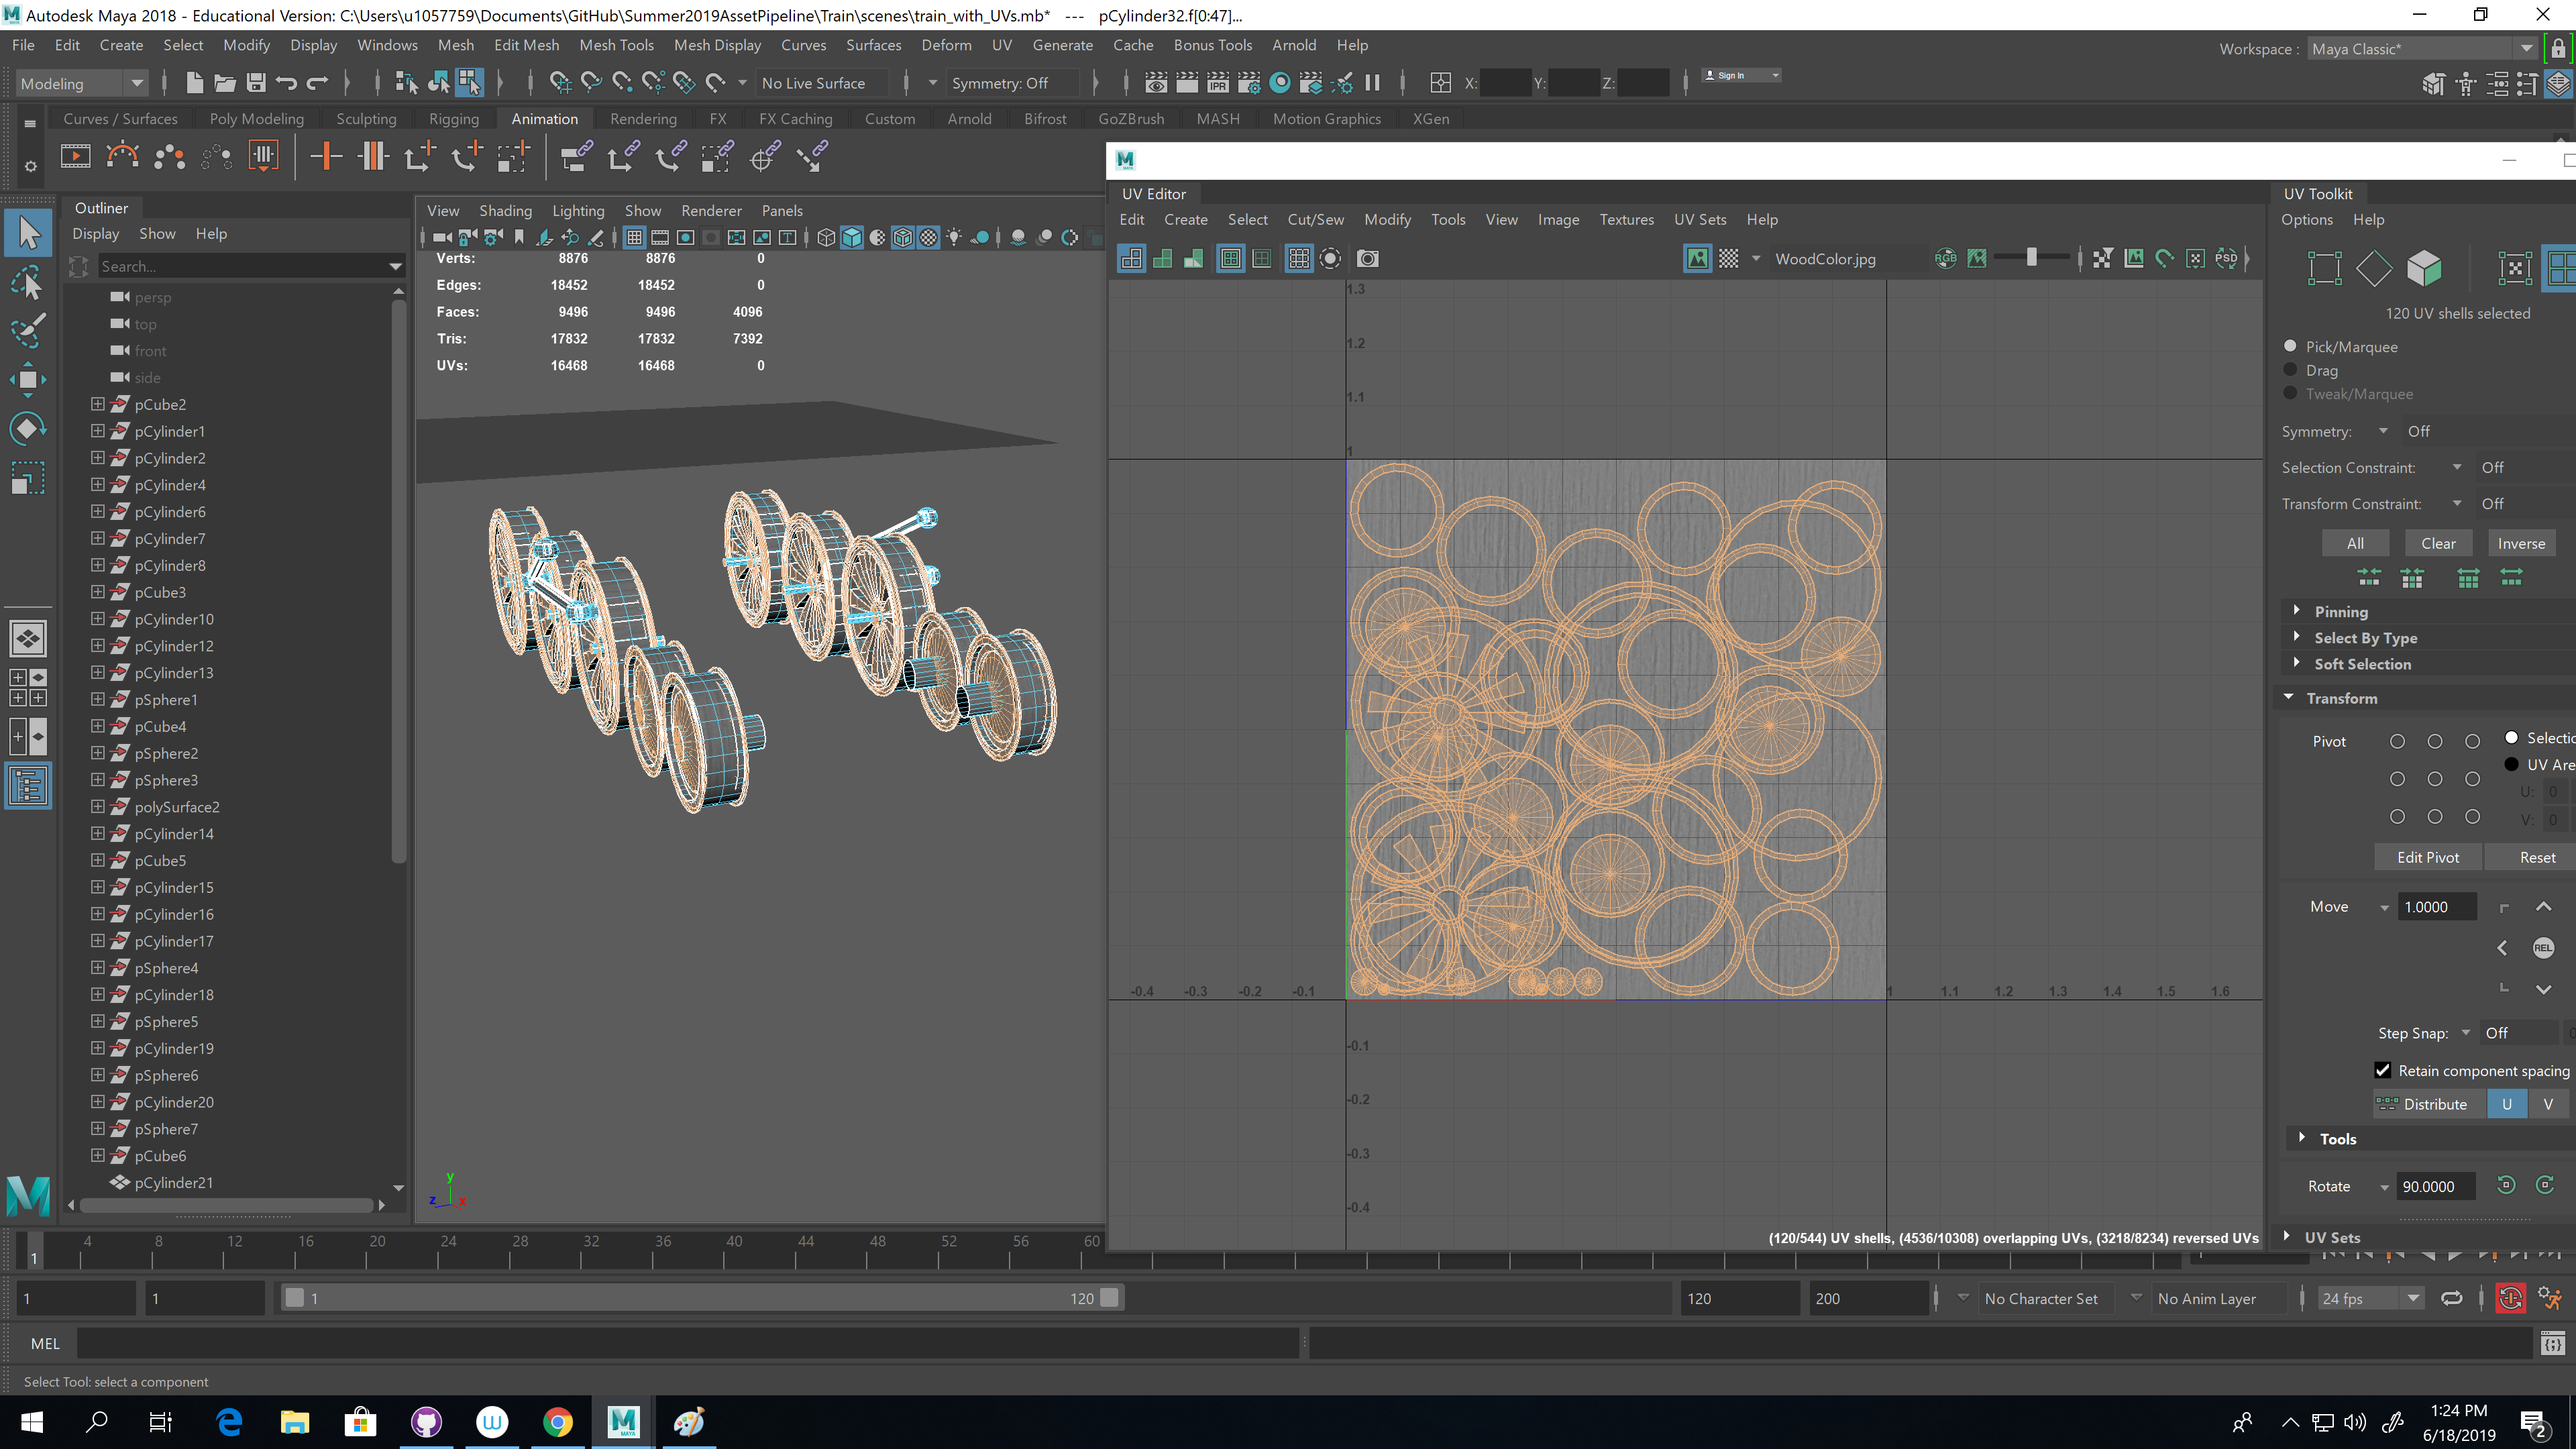 Autodesk Maya 2018 - Educational Version: C:\Users\u1057759\Documents\GitHub\Summer2019AssetPipeline\Train\scenes\train_with_UVs.mb*   ---   pCylinder32.f[0:47]...
File Edit Create Select Modify Display Windows Mesh Edit Mesh Mesh Tools Mesh Display Curves Surfaces Deform UV Generate Cache Bonus Tools Arnold Help
Workspace : Maya Classic*
Modeling No Live Surface Symmetry: Off IPR X: Y: Z: Sign In
Curves / Surfaces Poly Modeling Sculpting Rigging Animation Rendering FX FX Caching Custom Arnold Bifrost GoZBrush MASH Motion Graphics XGen
Outliner
Display Show Help
Search...
persp
top
front
side
pCube2
pCylinder1
pCylinder2
pCylinder4
pCylinder6
pCylinder7
pCylinder8
pCube3
pCylinder10
pCylinder12
pCylinder13
pSphere1
pCube4
pSphere2
pSphere3
polySurface2
pCylinder14
pCube5
pCylinder15
pCylinder16
pCylinder17
pSphere4
pCylinder18
pSphere5
pCylinder19
pSphere6
pCylinder20
pSphere7
pCube6
pCylinder21
View Shading Lighting Show Renderer Panels
Verts: 8876 8876 0
Edges: 18452 18452 0
Faces: 9496 9496 4096
Tris: 17832 17832 7392
UVs: 16468 16468 0
y
z x
UV Editor
Edit Create Select Cut/Sew Modify Tools View Image Textures UV Sets Help
WoodColor.jpg RGB PSD
1.3
1.2
1.1
1
-0.4 -0.3 -0.2 -0.1 1 1.1 1.2 1.3 1.4 1.5 1.6
-0.1
-0.2
-0.3
-0.4
(120/544) UV shells, (4536/10308) overlapping UVs, (3218/8234) reversed UVs
UV Toolkit
Options Help
120 UV shells selected
Pick/Marquee
Drag
Tweak/Marquee
Symmetry: Off
Selection Constraint: Off
Transform Constraint: Off
All Clear Inverse
Pinning
Select By Type
Soft Selection
Transform
Pivot Selectio
UV Are
U: 0
V: 0
Edit Pivot Reset
Move 1.0000
REL
Step Snap: Off
Retain component spacing
Distribute U V
Tools
Rotate 90.0000
UV Sets
1 4 8 12 16 20 24 28 32 36 40 44 48 52 56 60
1 1 1 120 120 200 No Character Set No Anim Layer 24 fps
MEL
Select Tool: select a component
MAYA
1:24 PM
6/18/2019
2